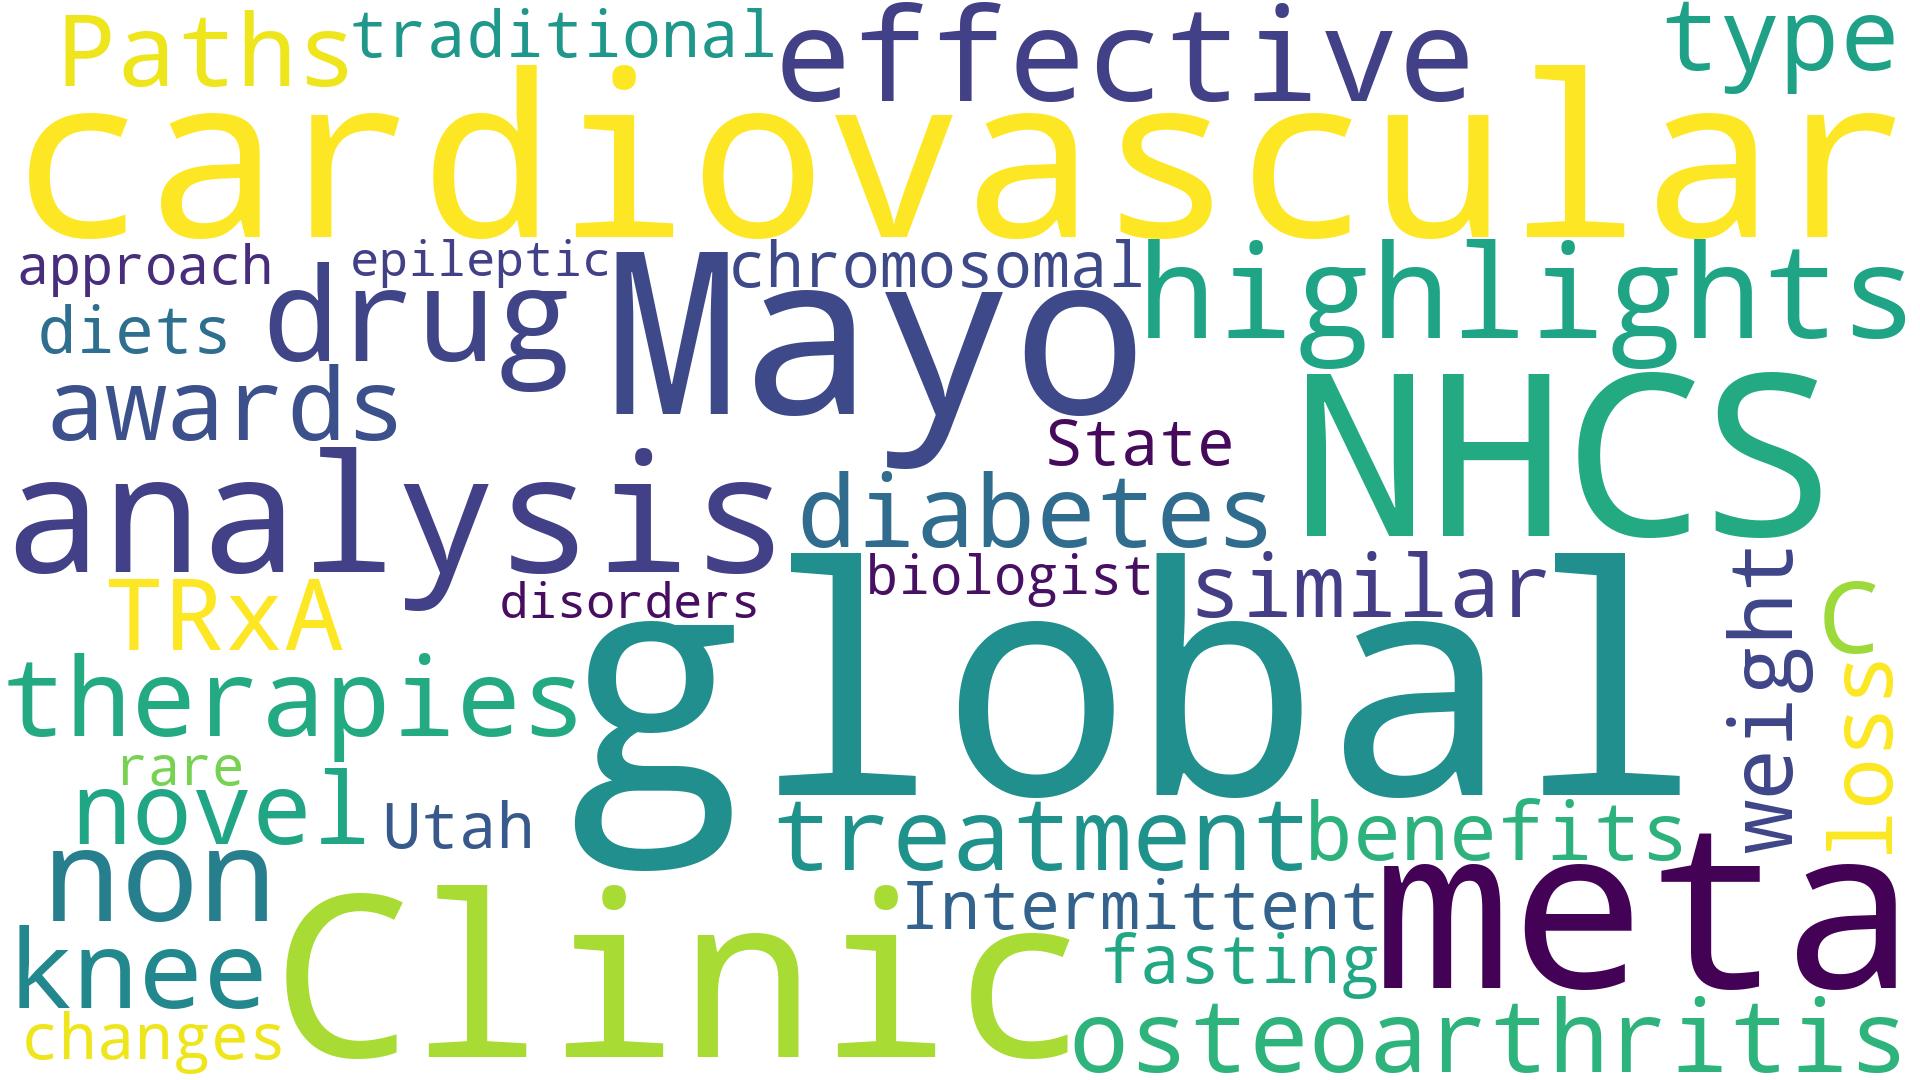 Paths traditional effective type
cardiovascular
approach epileptic chromosomal highlights
diets drug Mayo
awards NHCS
State
analysis diabetes
biologist similar
TRxA disorders weight C
therapies global loss
rare
novel Utah treatment benefits
non meta
Intermittent
knee Clinic fasting
changes osteoarthritis